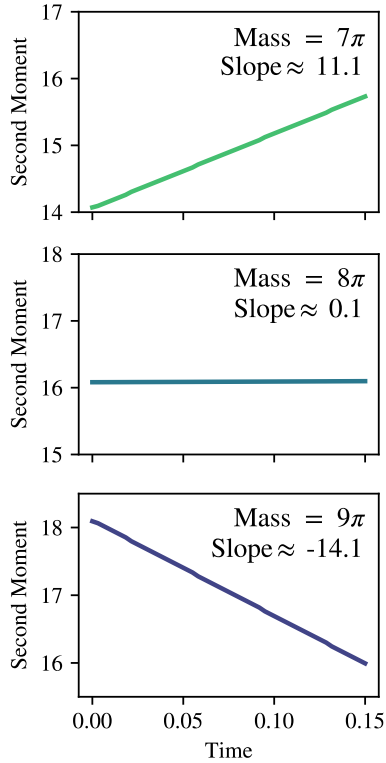 17
16
15
14
Second Moment
Mass = 7π
Slope ≈ 11.1
18
17
16
15
Second Moment
Mass = 8π
Slope ≈ 0.1
18
17
16
Second Moment
Mass = 9π
Slope ≈ -14.1
0.00 0.05 0.10 0.15
Time